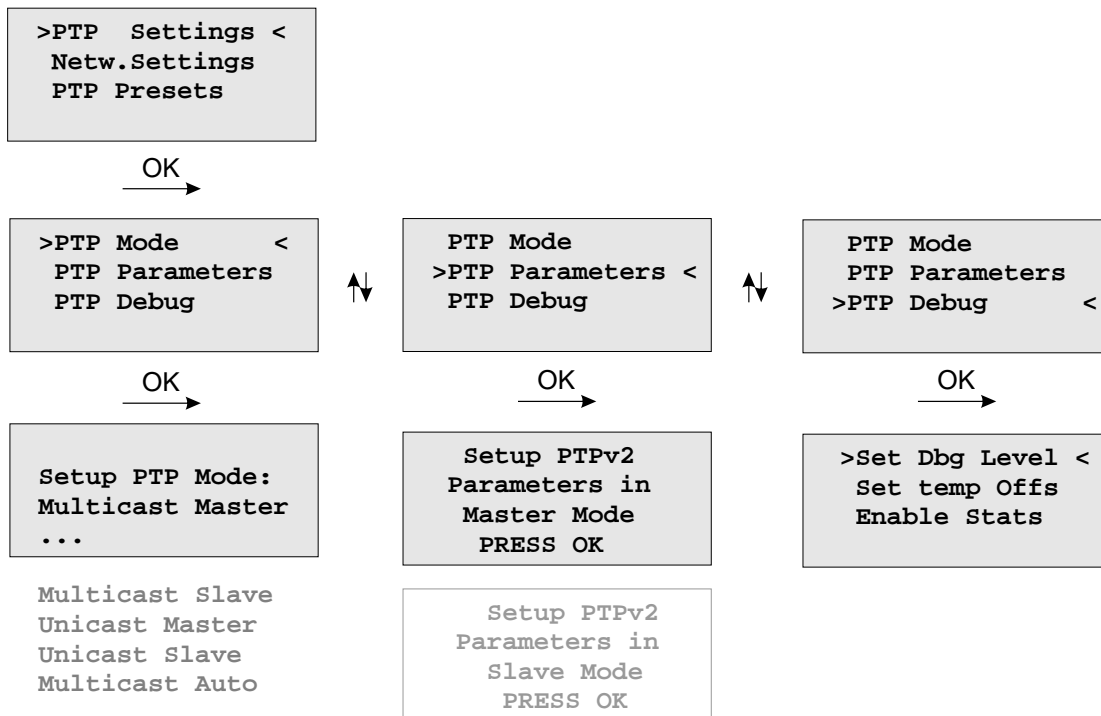 >PTP  Settings <
Netw.Settings
PTP Presets
OK
>PTP Mode       <
PTP Parameters
PTP Debug
PTP Mode
>PTP Parameters <
PTP Debug
PTP Mode
PTP Parameters
>PTP Debug      <
OK
OK
OK
Setup PTP Mode:
Multicast Master
...
Multicast Slave
Unicast Master
Unicast Slave
Multicast Auto
Setup PTPv2
Parameters in
Master Mode
PRESS OK
Setup PTPv2
Parameters in
Slave Mode
PRESS OK
>Set Dbg Level <
Set temp Offs
Enable Stats